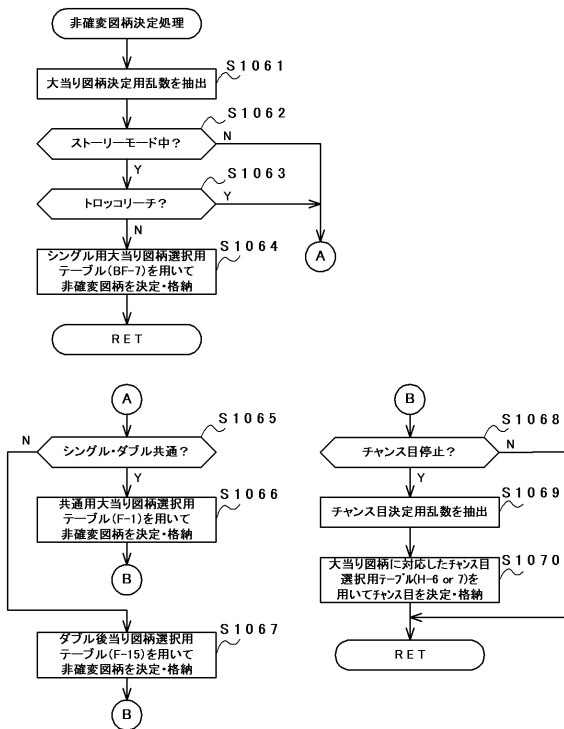 非確変図柄決定処理
S1061
大当り図柄決定用乱数を抽出
S1062
ストーリーモード中？
N
Y
S1063
トロッコリーチ？
Y
N
S1064
シングル用大当り図柄選択用
テーブル(BF-7)を用いて
非確変図柄を決定・格納
A
RET
A
S1065
N
シングル・ダブル共通？
Y
S1066
共通用大当り図柄選択用
テーブル(F-1)を用いて
非確変図柄を決定・格納
B
S1067
ダブル後当り図柄選択用
テーブル(F-15)を用いて
非確変図柄を決定・格納
B
B
S1068
チャンス目停止？
N
Y
S1069
チャンス目決定用乱数を抽出
S1070
大当り図柄に対応したチャンス目
選択用テーブル(H-6 or 7)を
用いてチャンス目を決定・格納
RET